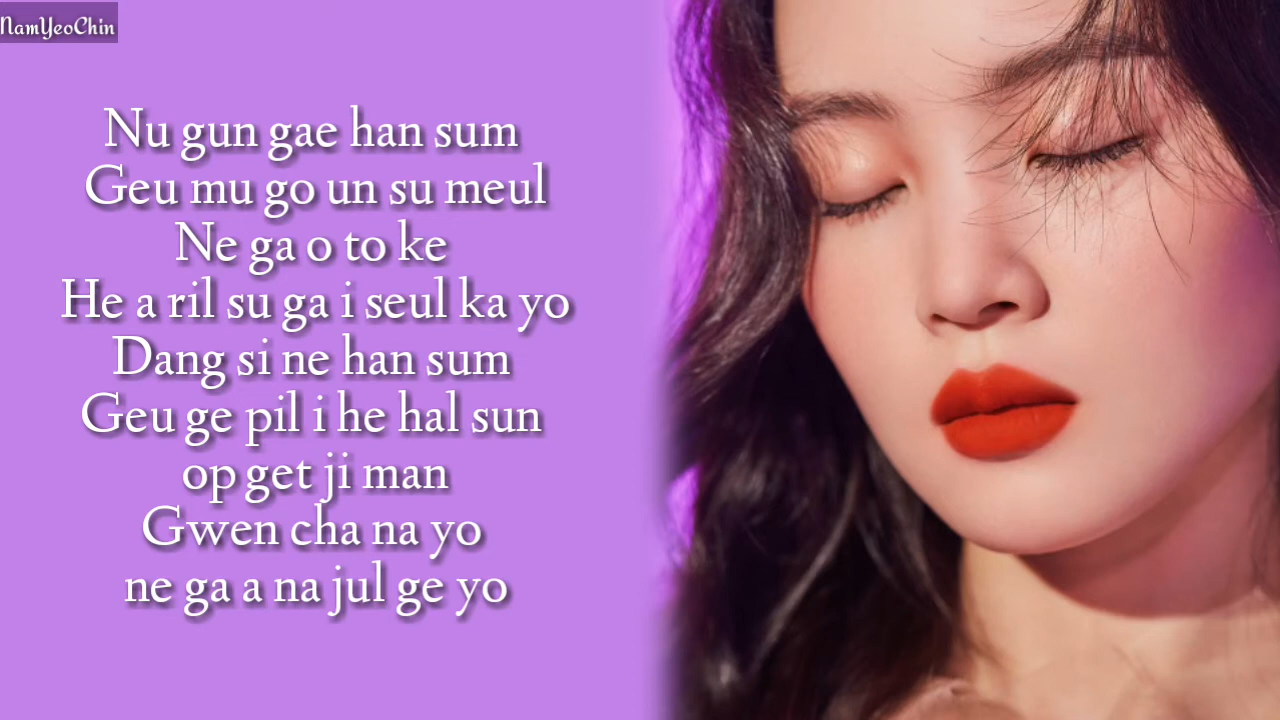 NamYeoChin
Nu gun gae han sum
Geu mu go un su meul
Ne ga o to ke
He a ril su ga i seul ka yo
Dang si ne han sum
Geu ge pil i he hal sun
op get ji man
Gwen cha na yo
ne ga a na jul ge yo